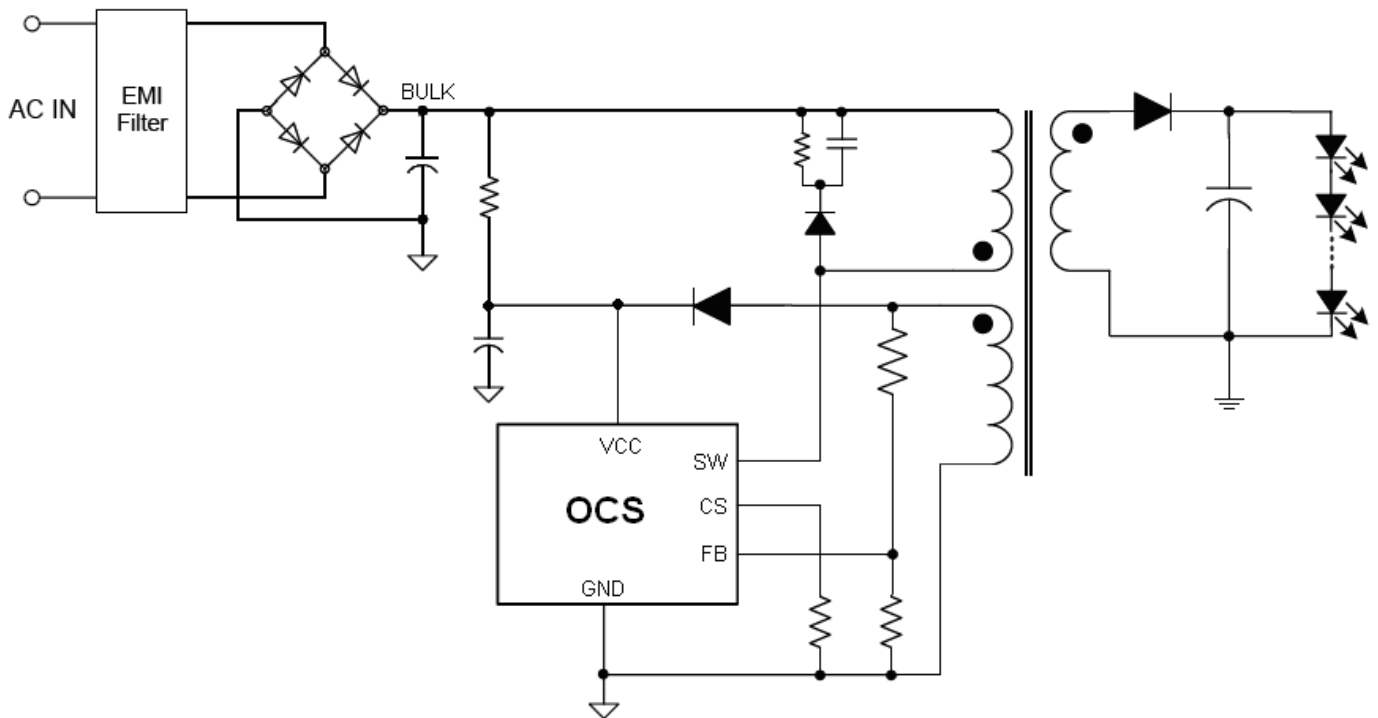 AC IN
EMI
Filter
BULK
VCC
SW
OCS
CS
FB
GND